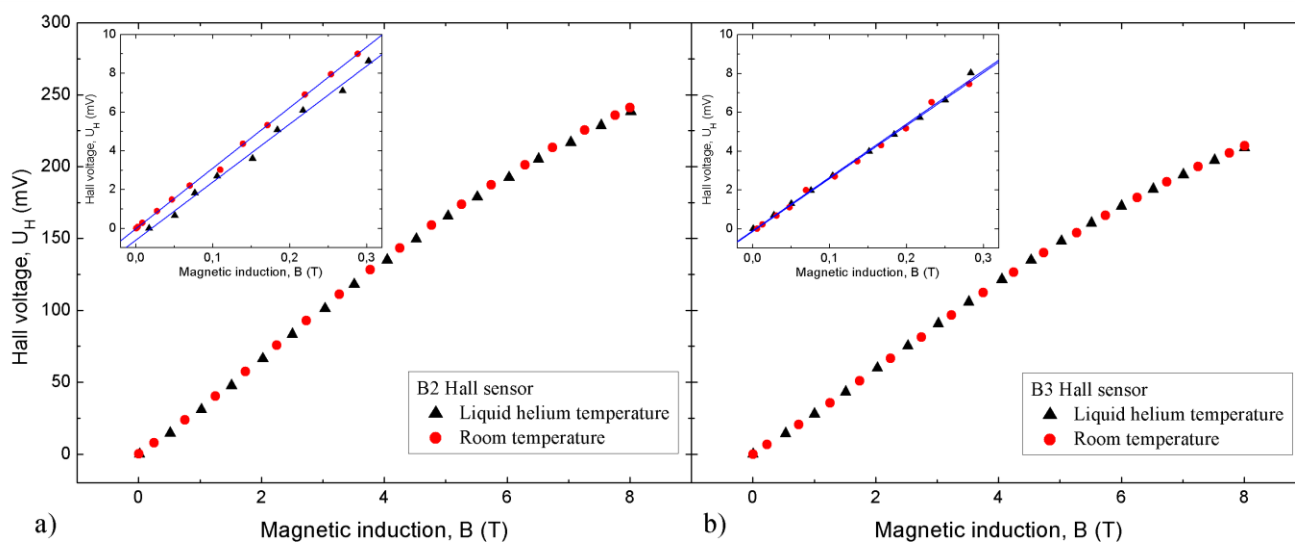 300
250
200
150
100
50
0
Hall voltage, U_H (mV)
0 2 4 6 8
Magnetic induction, B (T)
a)
10
8
6
4
2
0
Hall voltage, U_H (mV)
0,0 0,1 0,2 0,3
Magnetic induction, B (T)
B2 Hall sensor
Liquid helium temperature
Room temperature
10
8
6
4
2
0
Hall voltage, U_H (mV)
0,0 0,1 0,2 0,3
Magnetic induction, B (T)
B3 Hall sensor
Liquid helium temperature
Room temperature
0 2 4 6 8
Magnetic induction, B (T)
b)